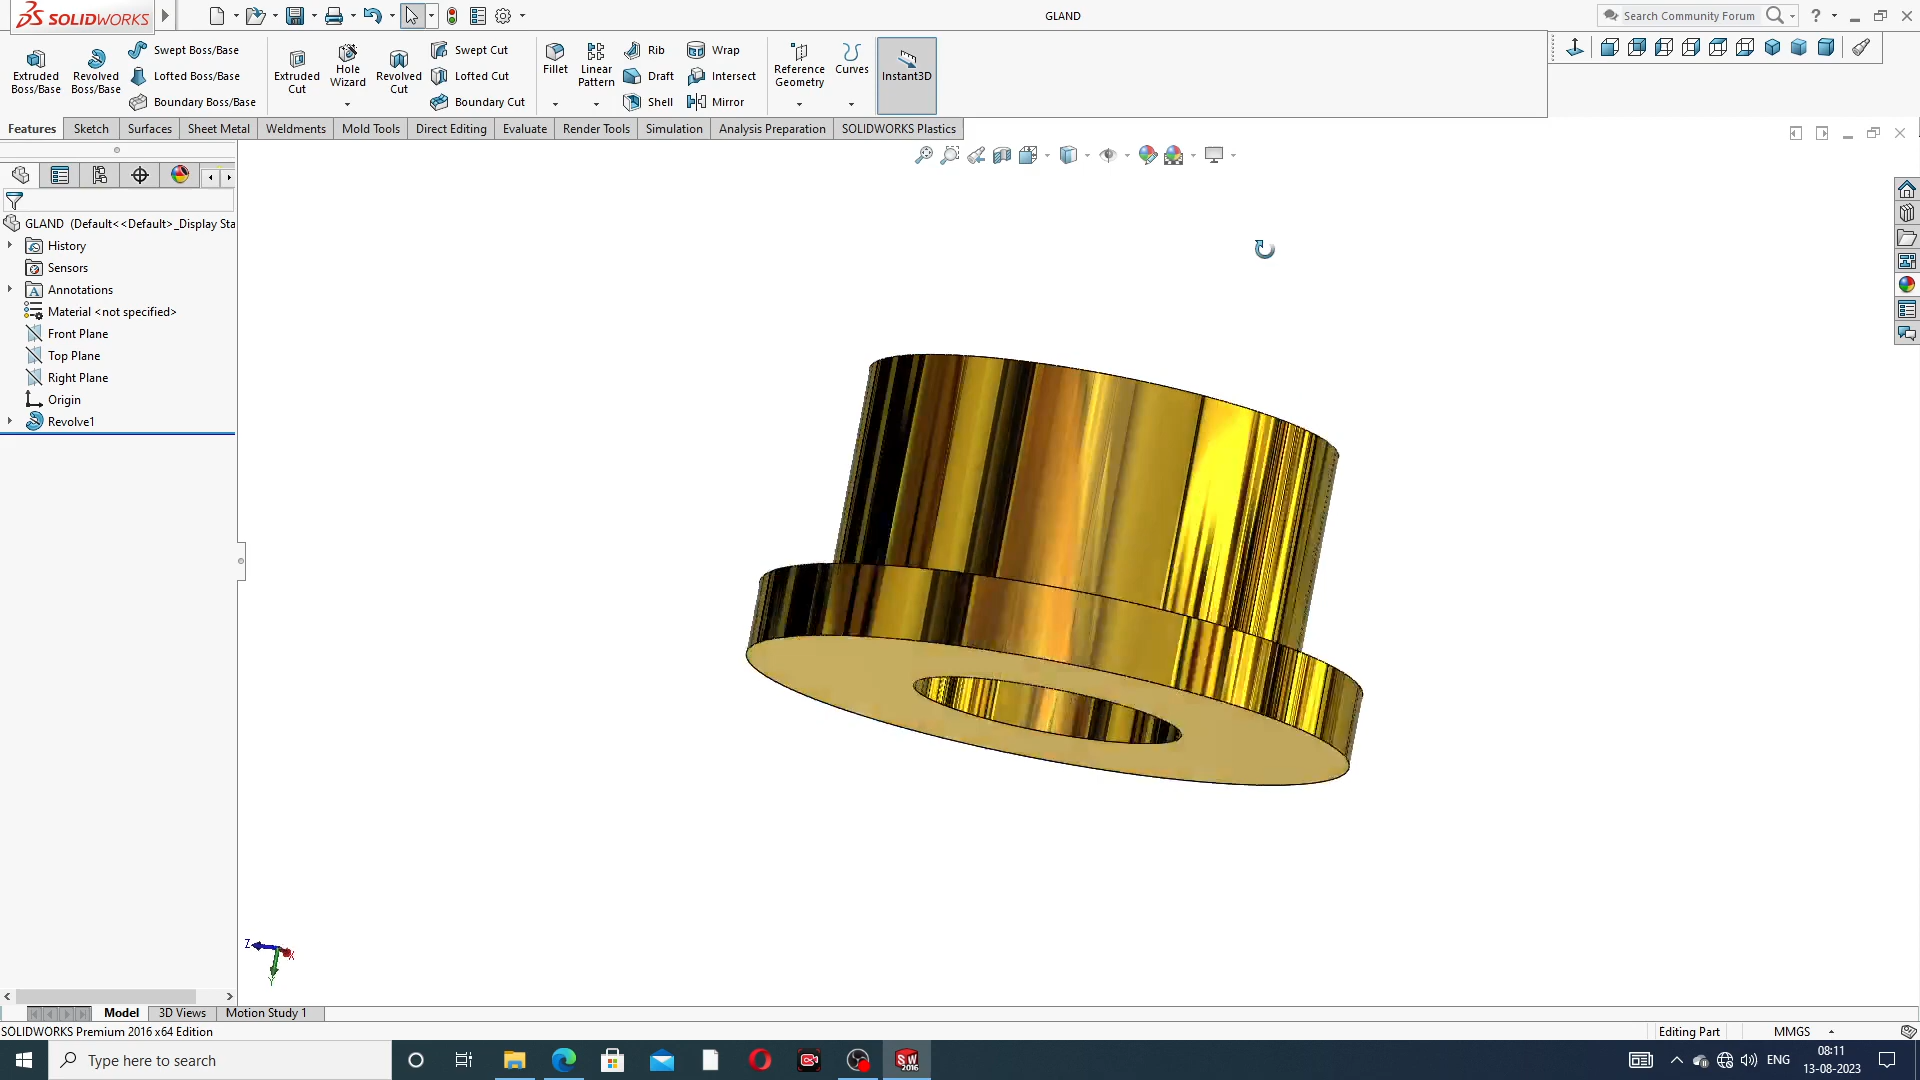 SOLIDWORKS
GLAND
Search Community Forum
Extruded Boss/Base
Revolved Boss/Base
Swept Boss/Base
Lofted Boss/Base
Boundary Boss/Base
Extruded Cut
Hole Wizard
Revolved Cut
Swept Cut
Lofted Cut
Boundary Cut
Fillet
Linear Pattern
Rib
Draft
Shell
Wrap
Intersect
Mirror
Reference Geometry
Curves
Instant3D
Features
Sketch
Surfaces
Sheet Metal
Weldments
Mold Tools
Direct Editing
Evaluate
Render Tools
Simulation
Analysis Preparation
SOLIDWORKS Plastics
GLAND (Default<<Default>_Display Sta
History
Sensors
Annotations
Material <not specified>
Front Plane
Top Plane
Right Plane
Origin
Revolve1
Z
X
Y
Model
3D Views
Motion Study 1
SOLIDWORKS Premium 2016 x64 Edition
Editing Part
MMGS
Type here to search
SW
2016
ENG
08:11
13-08-2023